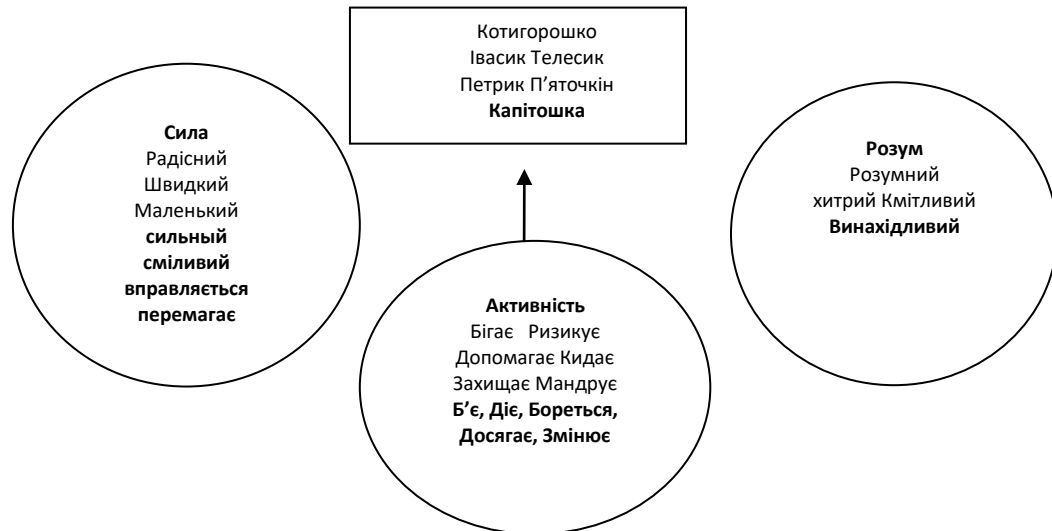 Котигорошко
Івасик Телесик
Петрик П’яточкін
Капітошка
Сила
Радісний
Швидкий
Маленький
сильный
сміливий
вправляється
перемагає
Активність
Бігає Ризикує
Допомагає Кидає
Захищає Мандрує
Б’є, Діє, Бореться,
Досягає, Змінює
Розум
Розумний
хитрий Кмітливий
Винахідливий